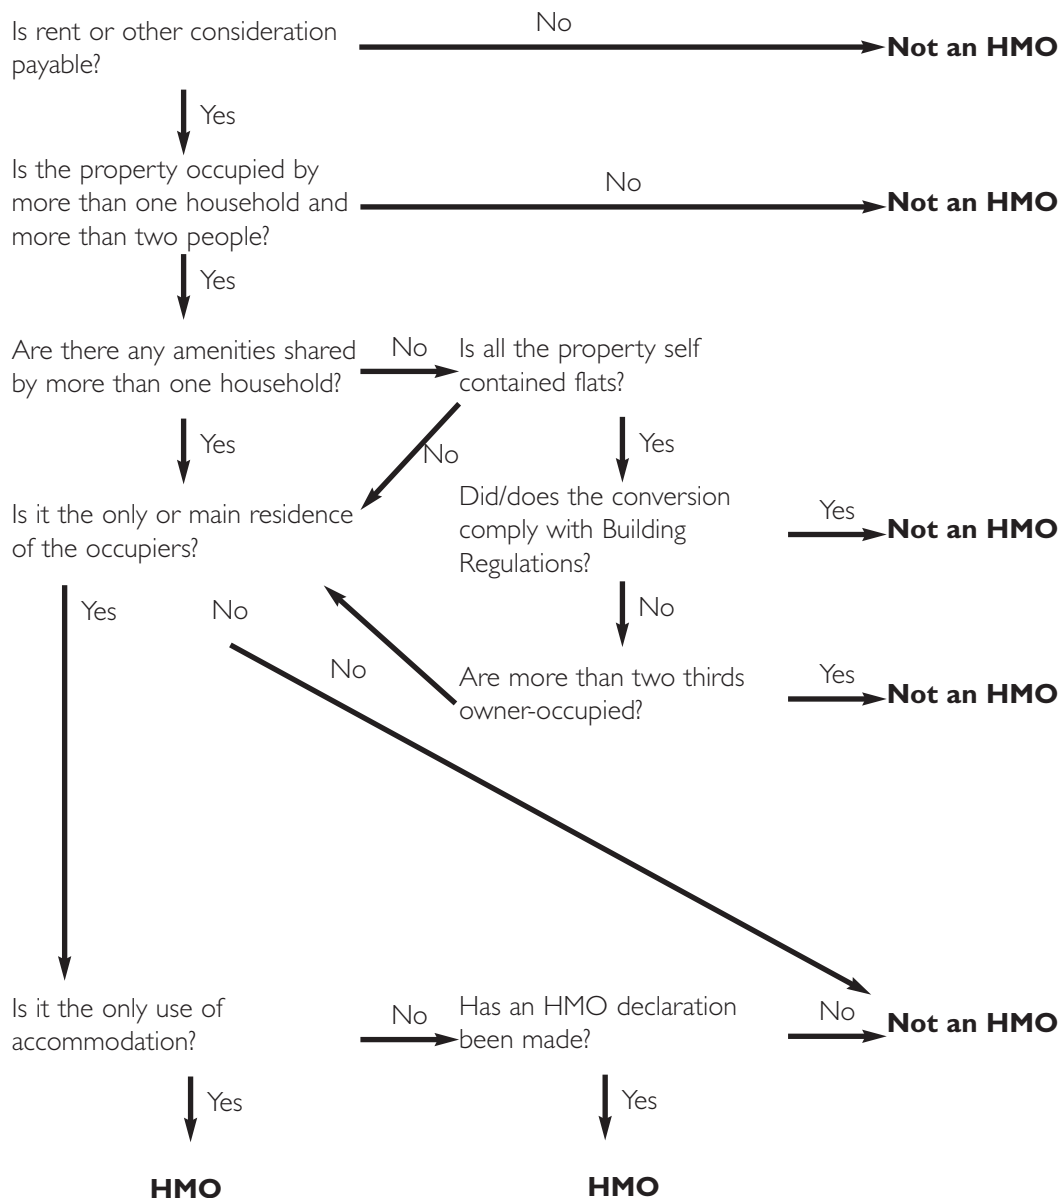 Is rent or other consideration
payable?
No
Not an HMO
Yes
Is the property occupied by
more than one household and
more than two people?
No
Not an HMO
Yes
Are there any amenities shared
by more than one household?
No
Is all the property self
contained flats?
Yes
No
Yes
Is it the only or main residence
of the occupiers?
Did/does the conversion
comply with Building
Regulations?
Yes
Not an HMO
Yes
No
No
No
Are more than two thirds
owner-occupied?
Yes
Not an HMO
Is it the only use of
accommodation?
No
Has an HMO declaration
been made?
No
Not an HMO
Yes
Yes
HMO
HMO